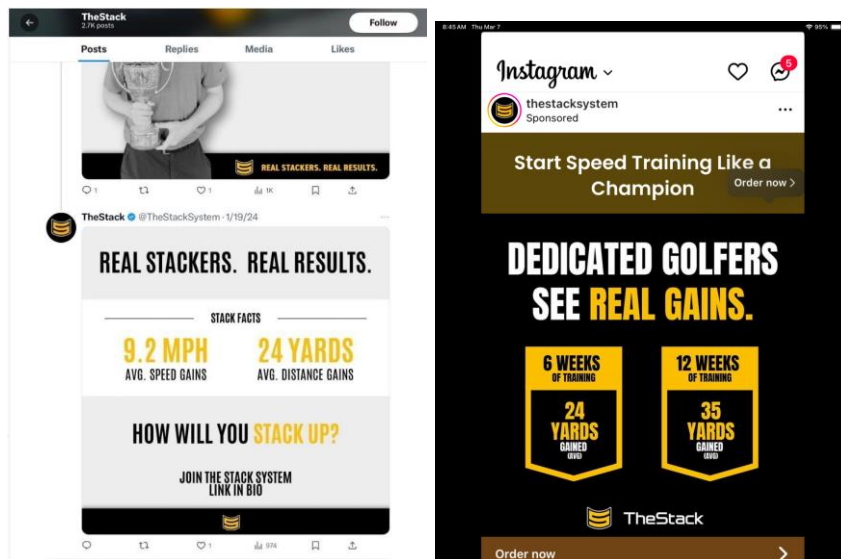 TheStack
2.7K posts
Follow
Posts Replies Media Likes
REAL STACKERS. REAL RESULTS.
1 1 1K
TheStack @TheStackSystem · 1/19/24
REAL STACKERS. REAL RESULTS.
STACK FACTS
9.2 MPH
AVG. SPEED GAINS
24 YARDS
AVG. DISTANCE GAINS
HOW WILL YOU STACK UP?
JOIN THE STACK SYSTEM
LINK IN BIO
1 974
8:45 AM Thu Mar 7
95%
Instagram
5
thestacksystem
Sponsored
Start Speed Training Like a
Champion
Order now >
DEDICATED GOLFERS
SEE REAL GAINS.
6 WEEKS
OF TRAINING
24
YARDS
GAINED
(AVG)
12 WEEKS
OF TRAINING
35
YARDS
GAINED
(AVG)
TheStack
Order now